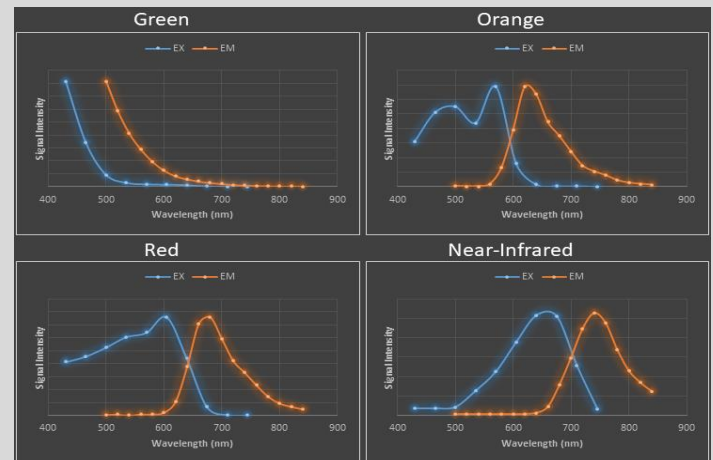 Green
EX EM
Signal Intensity
400 500 600 700 800 900
Wavelength (nm)
Orange
EX EM
Signal Intensity
400 500 600 700 800 900
Wavelength (nm)
Red
EX EM
Signal Intensity
400 500 600 700 800 900
Wavelength (nm)
Near-Infrared
EX EM
Signal Intensity
400 500 600 700 800 900
Wavelength (nm)